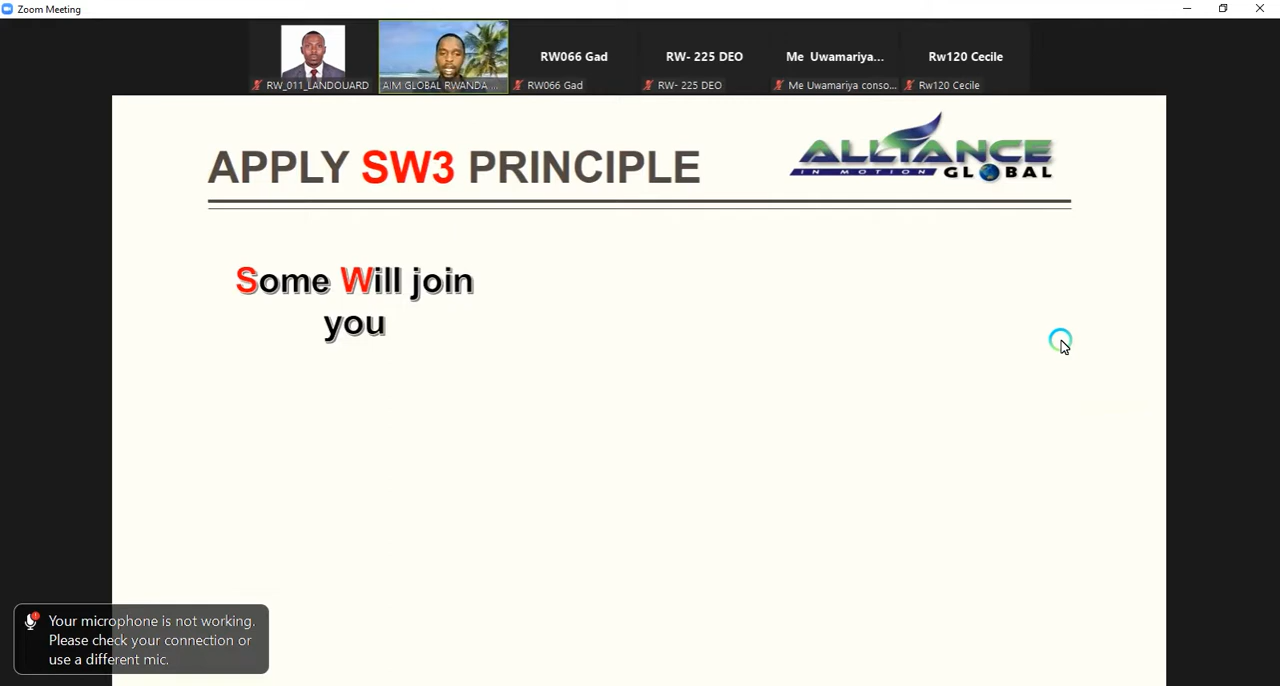 Zoom Meeting
RW066 Gad
RW- 225 DEO
Me Uwamariya...
Rw120 Cecile
RW_011_LANDOUARD
AIM GLOBAL RWANDA ...
RW066 Gad
RW- 225 DEO
Me Uwamariya conso...
Rw120 Cecile
APPLY SW3 PRINCIPLE
ALLIANCE
IN MOTION GLOBAL
Some Will join
you
Your microphone is not working.
Please check your connection or
use a different mic.